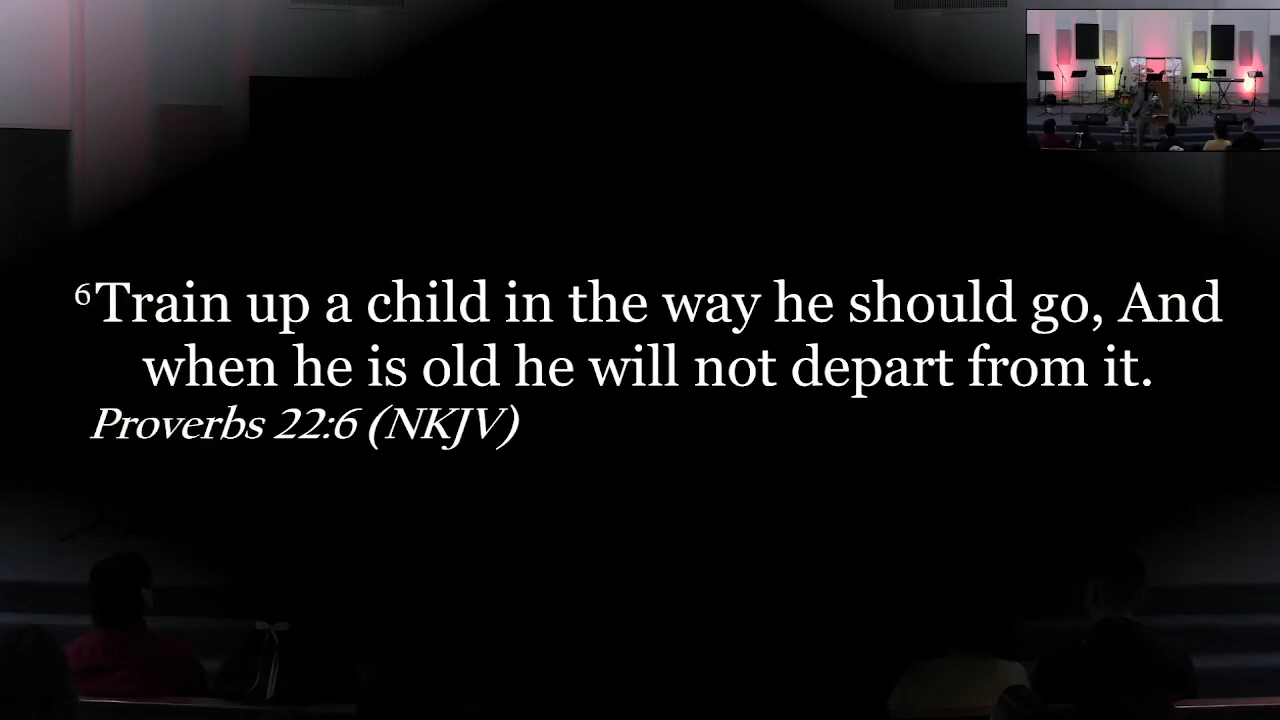 ⁶Train up a child in the way he should go, And
when he is old he will not depart from it.
Proverbs 22:6 (NKJV)